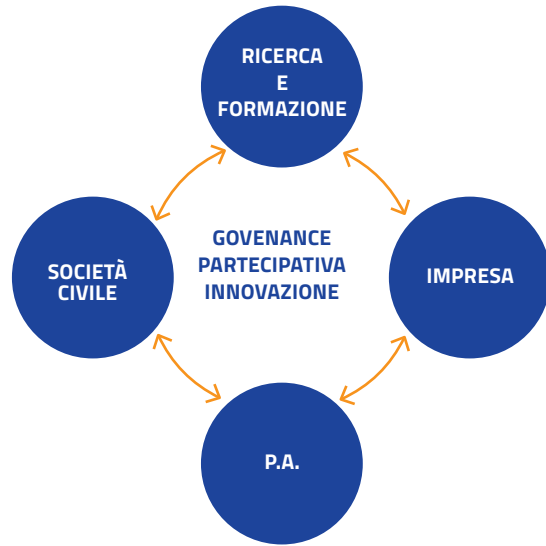 RICERCA
E
FORMAZIONE
SOCIETÀ
CIVILE
GOVENANCE
PARTECIPATIVA
INNOVAZIONE
IMPRESA
P.A.